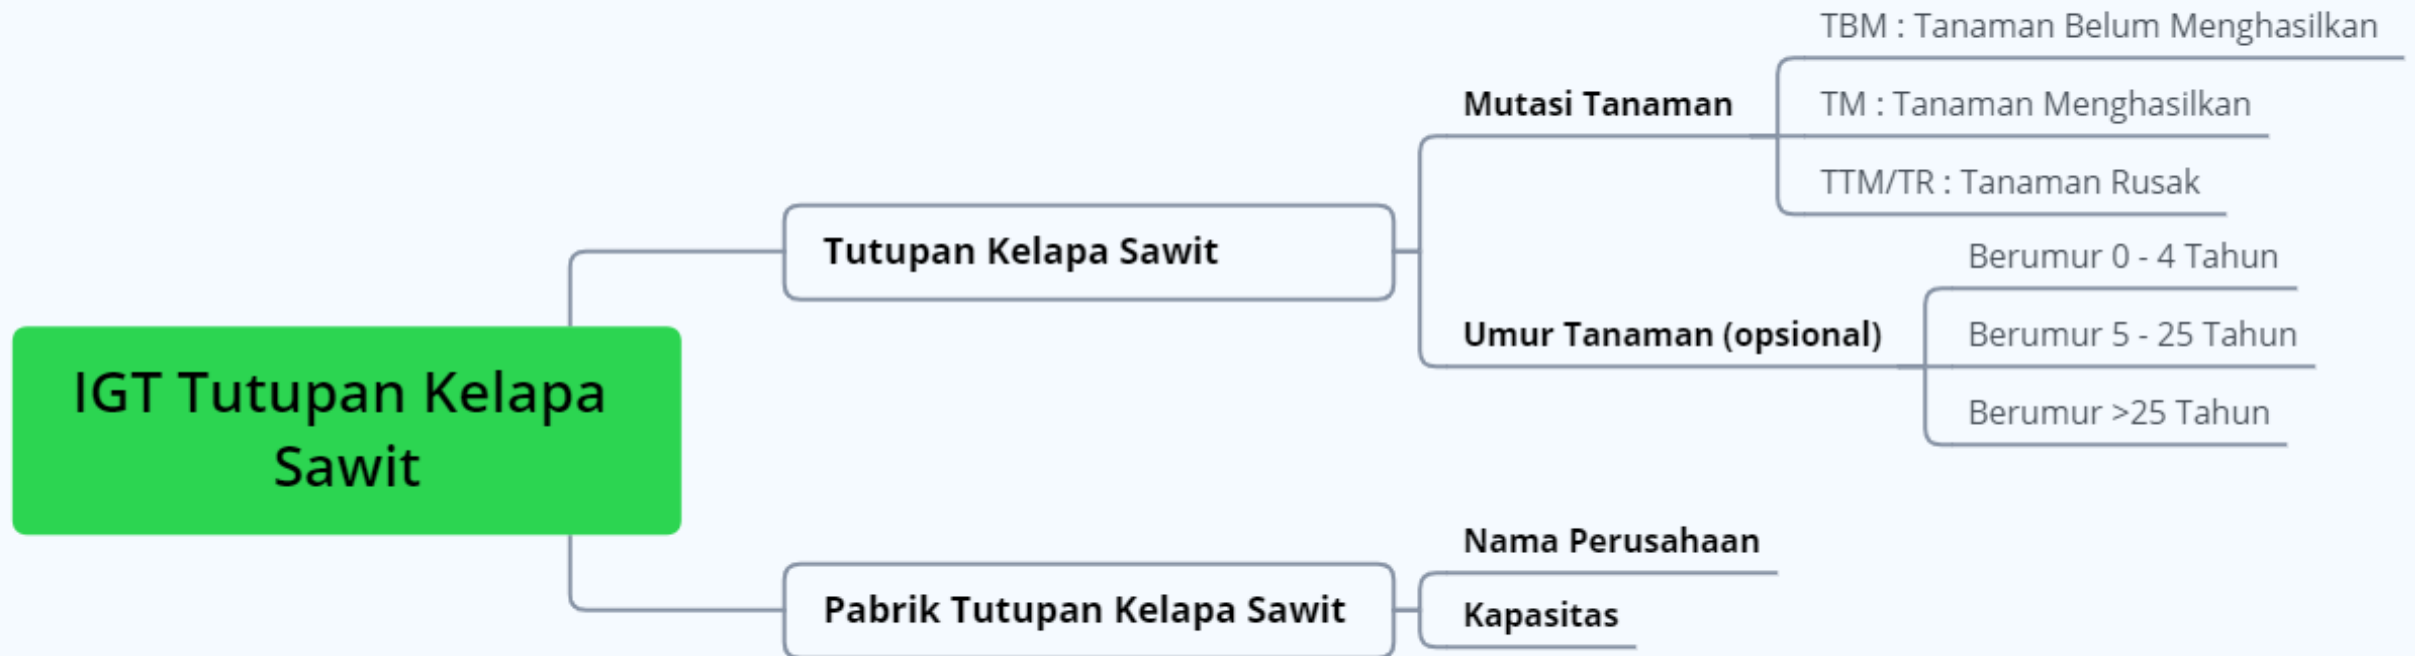 IGT Tutupan Kelapa
Sawit
Tutupan Kelapa Sawit
Mutasi Tanaman
TBM : Tanaman Belum Menghasilkan
TM : Tanaman Menghasilkan
TTM/TR : Tanaman Rusak
Umur Tanaman (opsional)
Berumur 0 - 4 Tahun
Berumur 5 - 25 Tahun
Berumur >25 Tahun
Pabrik Tutupan Kelapa Sawit
Nama Perusahaan
Kapasitas